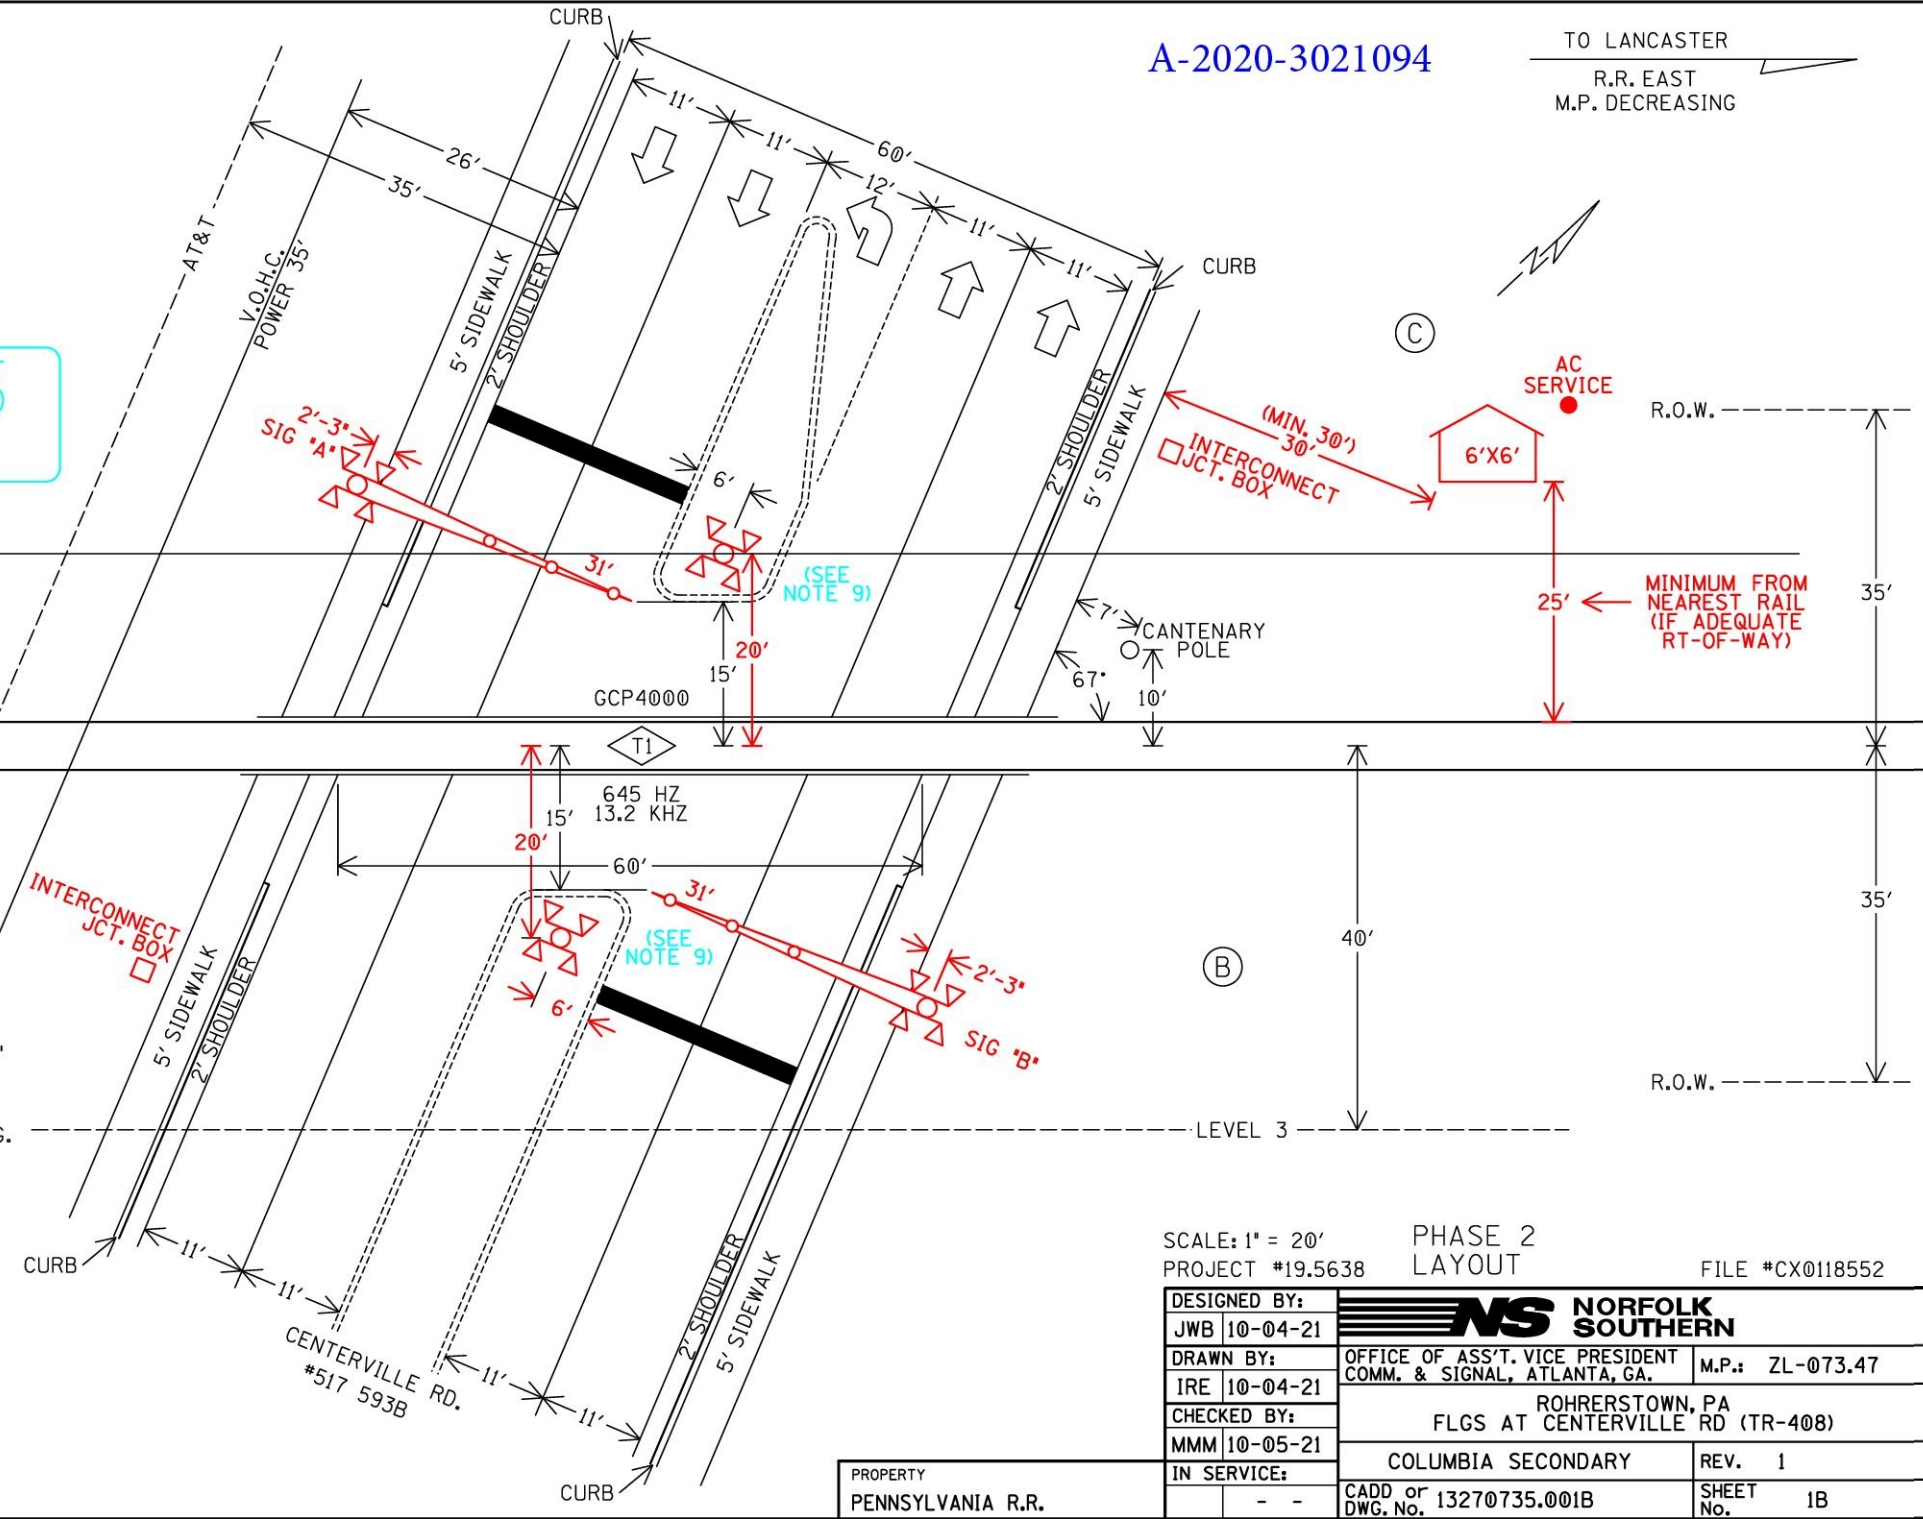 CURB
A-2020-3021094
TO LANCASTER
R.R. EAST
M.P. DECREASING
11'
11'
60'
12'
11'
11'
26'
35'
AT&T
V.O.H.C.
POWER 35'
5' SIDEWALK
2' SHOULDER
CURB
N
C
AC
SERVICE
R.O.W.
6'X6'
(MIN. 30')
30'
INTERCONNECT
JCT. BOX
2' SHOULDER
5' SIDEWALK
2'-3"
SIG "A"
6'
31'
(SEE
NOTE 9)
25'
MINIMUM FROM
NEAREST RAIL
(IF ADEQUATE
RT-OF-WAY)
35'
7'
CANTENARY
POLE
67°
10'
20'
15'
GCP4000
T1
645 HZ
13.2 KHZ
15'
20'
60'
31'
INTERCONNECT
JCT. BOX
5' SIDEWALK
2' SHOULDER
(SEE
NOTE 9)
6'
2'-3"
SIG "B"
B
40'
35'
R.O.W.
LEVEL 3
CURB
11'
11'
CENTERVILLE RD.
#517 593B
11'
11'
2' SHOULDER
5' SIDEWALK
CURB
SCALE: 1" = 20'
PHASE 2
LAYOUT
PROJECT #19.5638
FILE #CX0118552
DESIGNED BY:
JWB 10-04-21
DRAWN BY:
IRE 10-04-21
CHECKED BY:
MMM 10-05-21
IN SERVICE:
- -
NS NORFOLK
SOUTHERN
OFFICE OF ASS'T. VICE PRESIDENT
COMM. & SIGNAL, ATLANTA, GA.
M.P.: ZL-073.47
ROHRERSTOWN, PA
FLGS AT CENTERVILLE RD (TR-408)
COLUMBIA SECONDARY
REV. 1
CADD or
DWG. No. 13270735.001B
SHEET
No. 1B
PROPERTY
PENNSYLVANIA R.R.